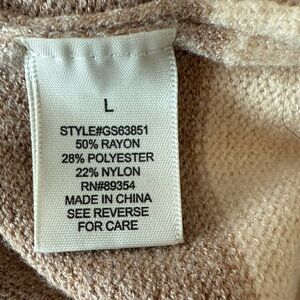 L
STYLE#GS63851
50% RAYON
28% POLYESTER
22% NYLON
RN#89354
MADE IN CHINA
SEE REVERSE
FOR CARE